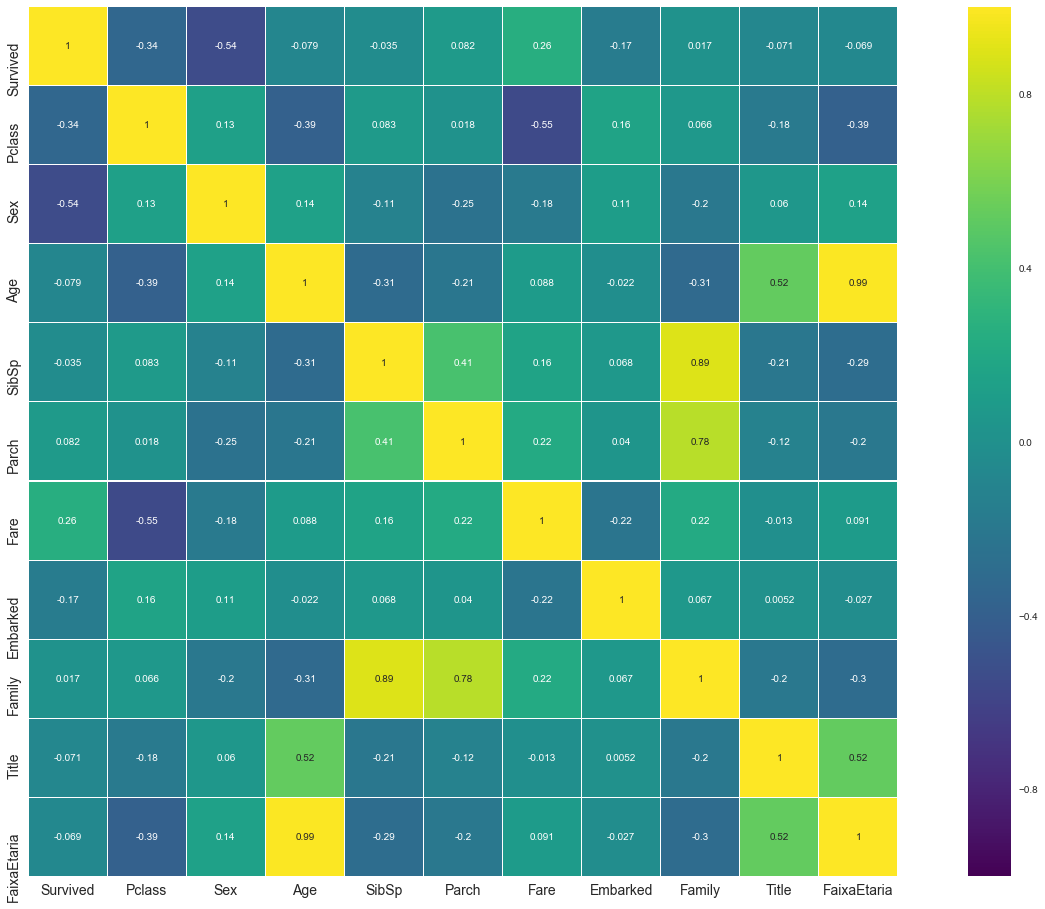 Survived 1 -0.34 -0.54 -0.079 -0.035 0.082 0.26 -0.17 0.017 -0.071 -0.069
0.8
Pclass -0.34 1 0.13 -0.39 0.083 0.018 -0.55 0.16 0.066 -0.18 -0.39
Sex -0.54 0.13 1 0.14 -0.11 -0.25 -0.18 0.11 -0.2 0.06 0.14
0.4
Age -0.079 -0.39 0.14 1 -0.31 -0.21 0.088 -0.022 -0.31 0.52 0.99
SibSp -0.035 0.083 -0.11 -0.31 1 0.41 0.16 0.068 0.89 -0.21 -0.29
0.0
Parch 0.082 0.018 -0.25 -0.21 0.41 1 0.22 0.04 0.78 -0.12 -0.2
Fare 0.26 -0.55 -0.18 0.088 0.16 0.22 1 -0.22 0.22 -0.013 0.091
Embarked -0.17 0.16 0.11 -0.022 0.068 0.04 -0.22 1 0.067 0.0052 -0.027
−0.4
Family 0.017 0.066 -0.2 -0.31 0.89 0.78 0.22 0.067 1 -0.2 -0.3
Title -0.071 -0.18 0.06 0.52 -0.21 -0.12 -0.013 0.0052 -0.2 1 0.52
−0.8
FaixaEtaria -0.069 -0.39 0.14 0.99 -0.29 -0.2 0.091 -0.027 -0.3 0.52 1
Survived Pclass Sex Age SibSp Parch Fare Embarked Family Title FaixaEtaria